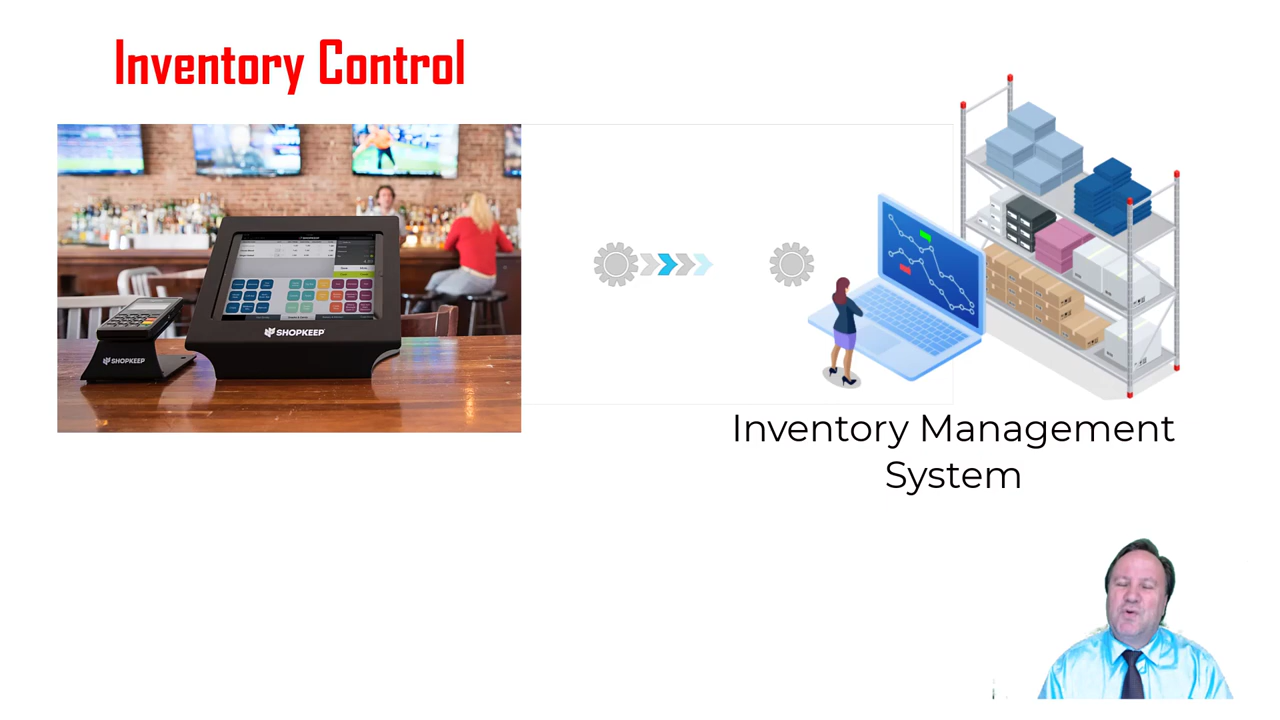 Inventory Control
SHOPKEEP
SHOPKEEP
Inventory Management
System